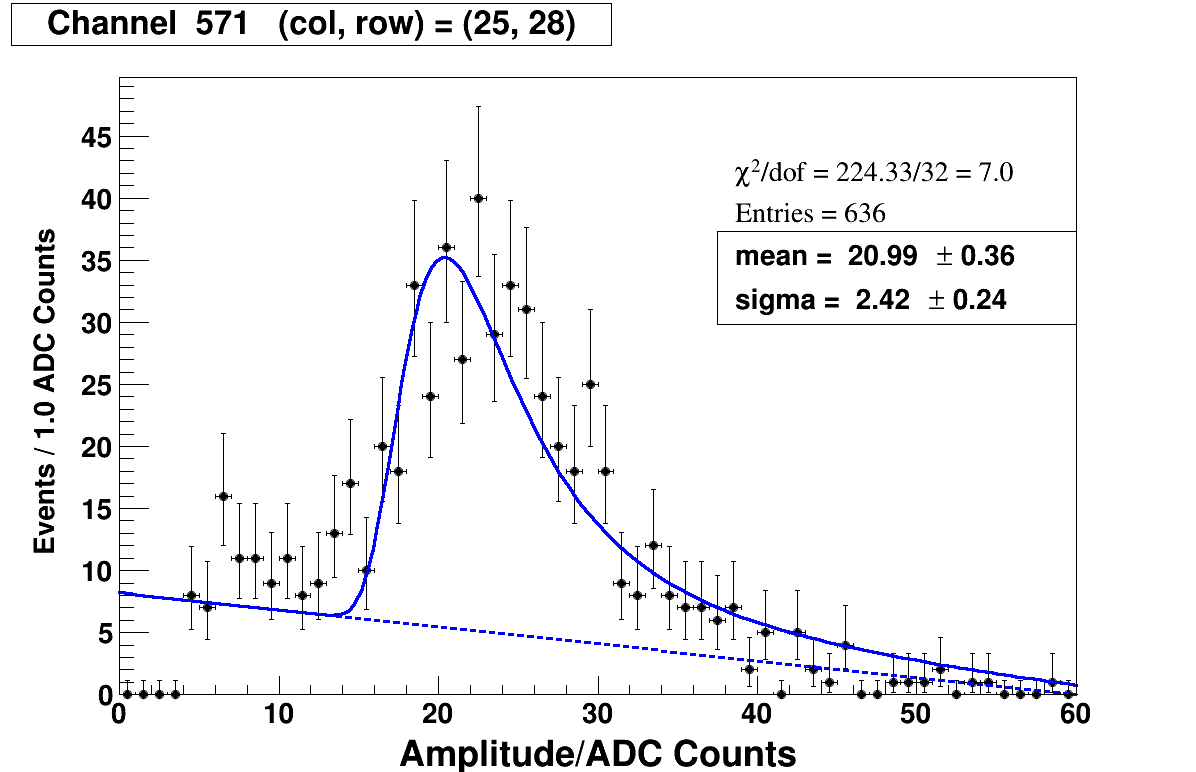 Channel 571 (col, row) = (25, 28)
χ²/dof = 224.33/32 = 7.0
Entries = 636
mean = 20.99 ± 0.36
sigma = 2.42 ± 0.24
Events / 1.0 ADC Counts
45
40
35
30
25
20
15
10
5
0
0 10 20 30 40 50 60
Amplitude/ADC Counts